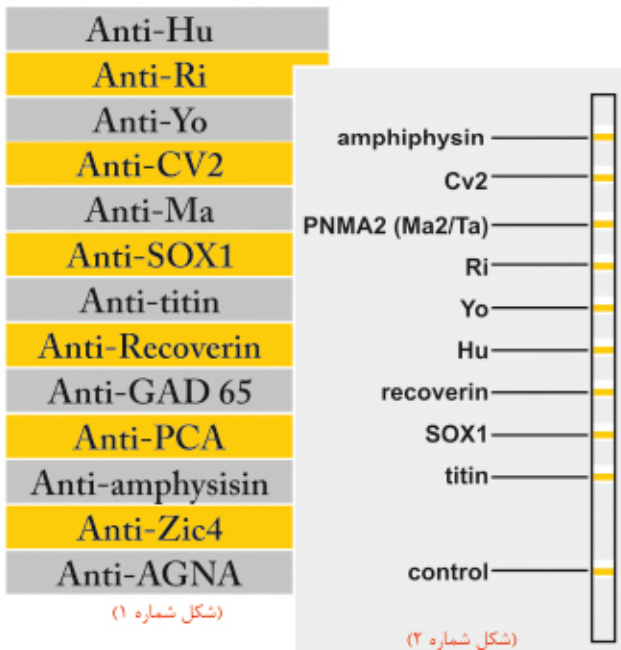 Anti-Hu
Anti-Ri
Anti-Yo
Anti-CV2
Anti-Ma
Anti-SOX1
Anti-titin
Anti-Recoverin
Anti-GAD 65
Anti-PCA
Anti-amphysisin
Anti-Zic4
Anti-AGNA
(شکل شماره ۱)
amphiphysin
Cv2
PNMA2 (Ma2/Ta)
Ri
Yo
Hu
recoverin
SOX1
titin
control
(شکل شماره ۲)